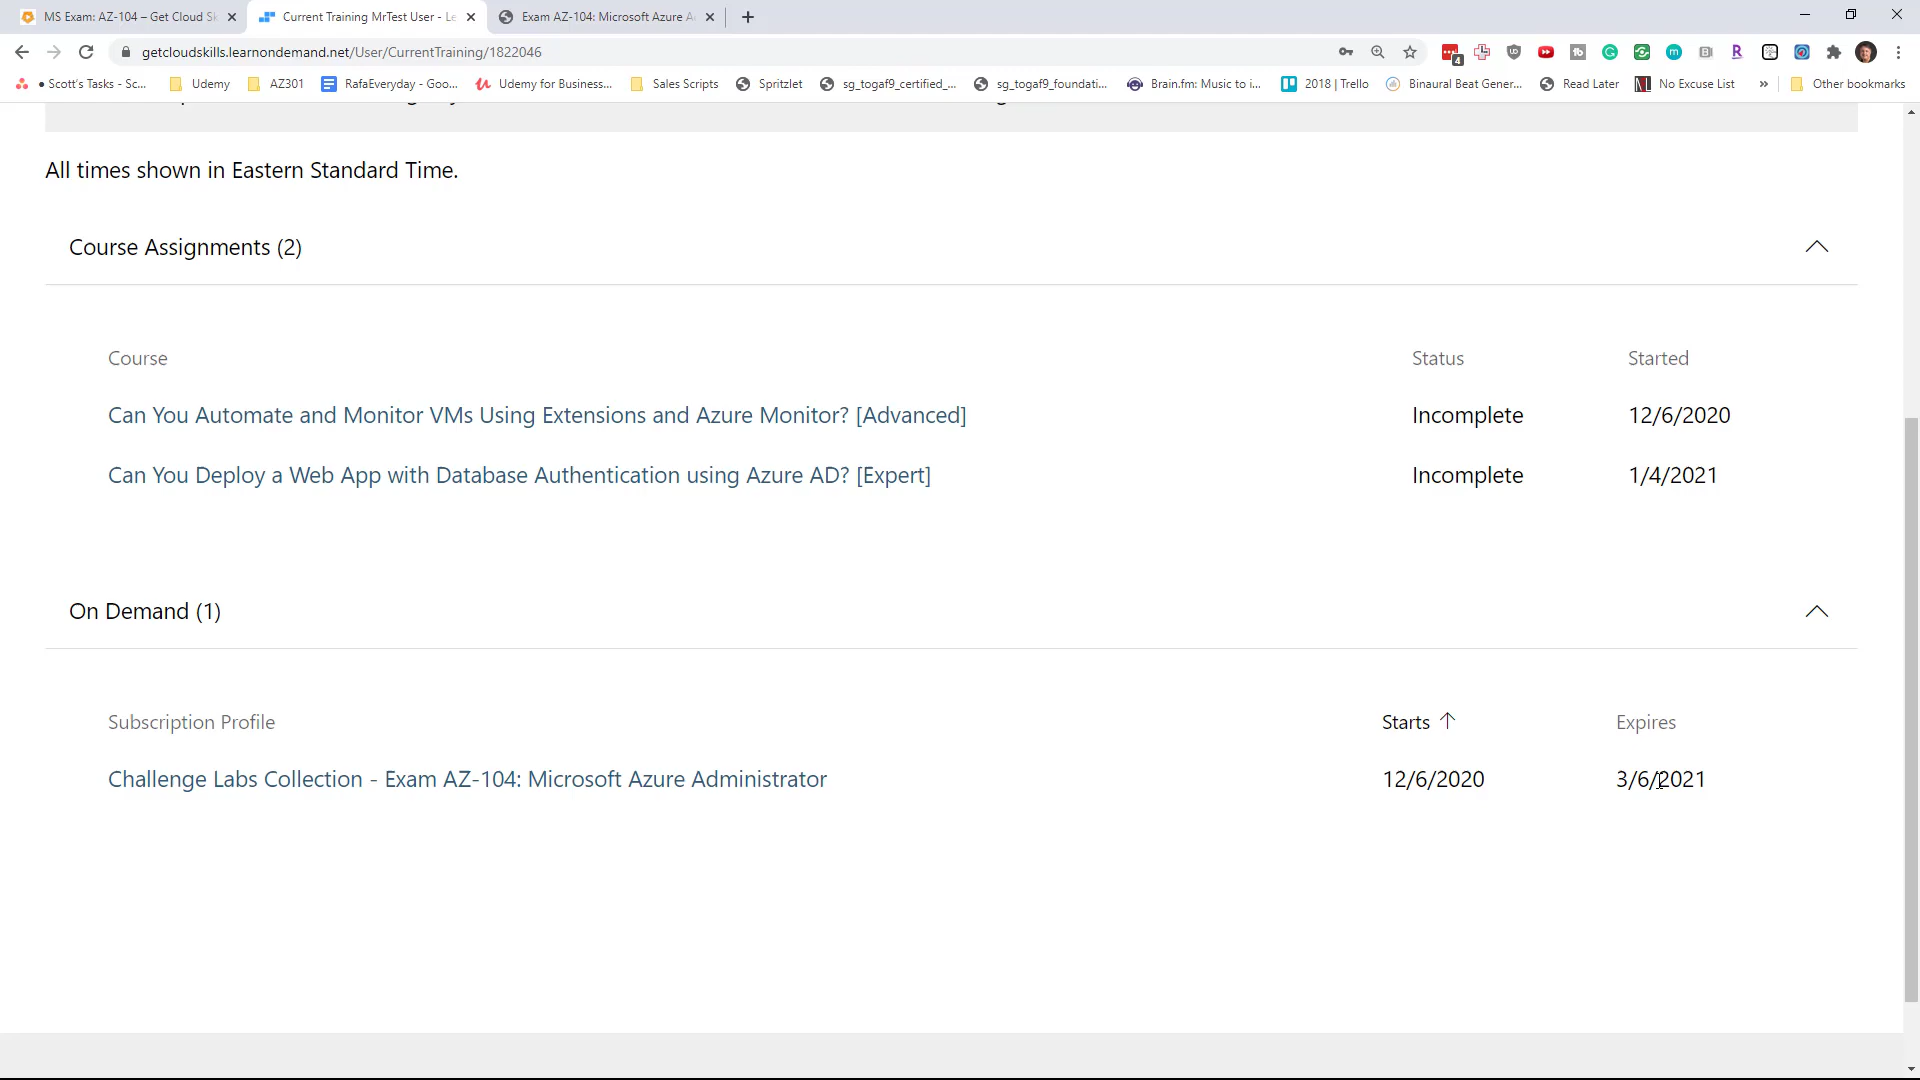 MS Exam: AZ-104 – Get Cloud Sk
Current Training MrTest User - Le
Exam AZ-104: Microsoft Azure A
getcloudskills.learnondemand.net/User/CurrentTraining/1822046
4
• Scott's Tasks - Sc...
Udemy
AZ301
RafaEveryday - Goo...
Udemy for Business...
Sales Scripts
Spritzlet
sg_togaf9_certified_...
sg_togaf9_foundati...
Brain.fm: Music to i...
2018 | Trello
Binaural Beat Gener...
Read Later
No Excuse List
»
Other bookmarks
All times shown in Eastern Standard Time.
Course Assignments (2)
Course Status Started
Can You Automate and Monitor VMs Using Extensions and Azure Monitor? [Advanced] Incomplete 12/6/2020
Can You Deploy a Web App with Database Authentication using Azure AD? [Expert] Incomplete 1/4/2021
On Demand (1)
Subscription Profile Starts ↑ Expires
Challenge Labs Collection - Exam AZ-104: Microsoft Azure Administrator 12/6/2020 3/6/2021